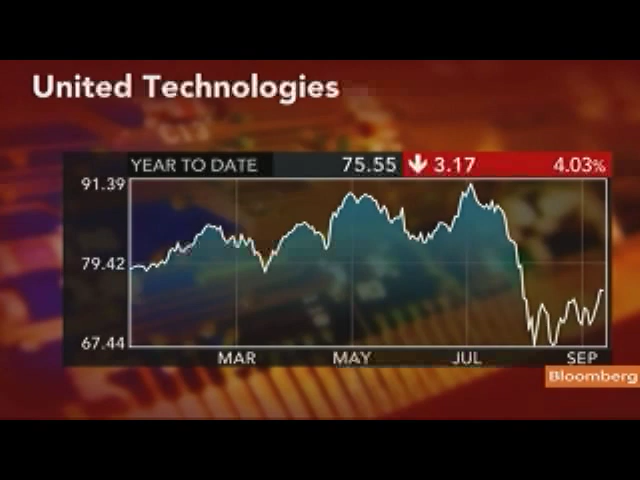 United Technologies
YEAR TO DATE 75.55 3.17 4.03%
91.39
79.42
67.44
MAR MAY JUL SEP
Bloomberg